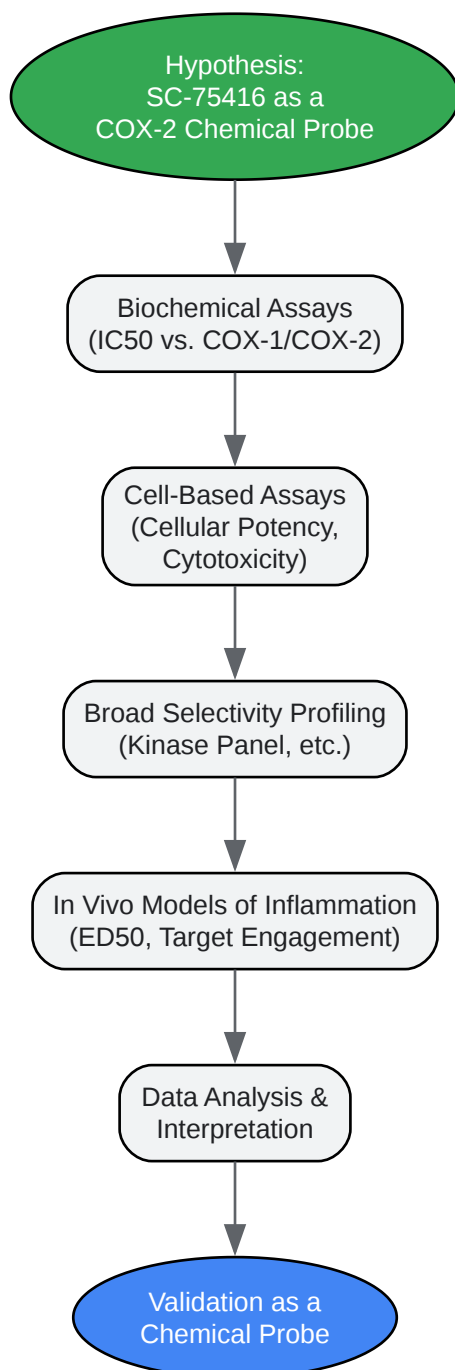 Hypothesis:
SC-75416 as a
COX-2 Chemical Probe
Biochemical Assays
(IC50 vs. COX-1/COX-2)
Cell-Based Assays
(Cellular Potency,
Cytotoxicity)
Broad Selectivity Profiling
(Kinase Panel, etc.)
In Vivo Models of Inflammation
(ED50, Target Engagement)
Data Analysis &
Interpretation
Validation as a
Chemical Probe